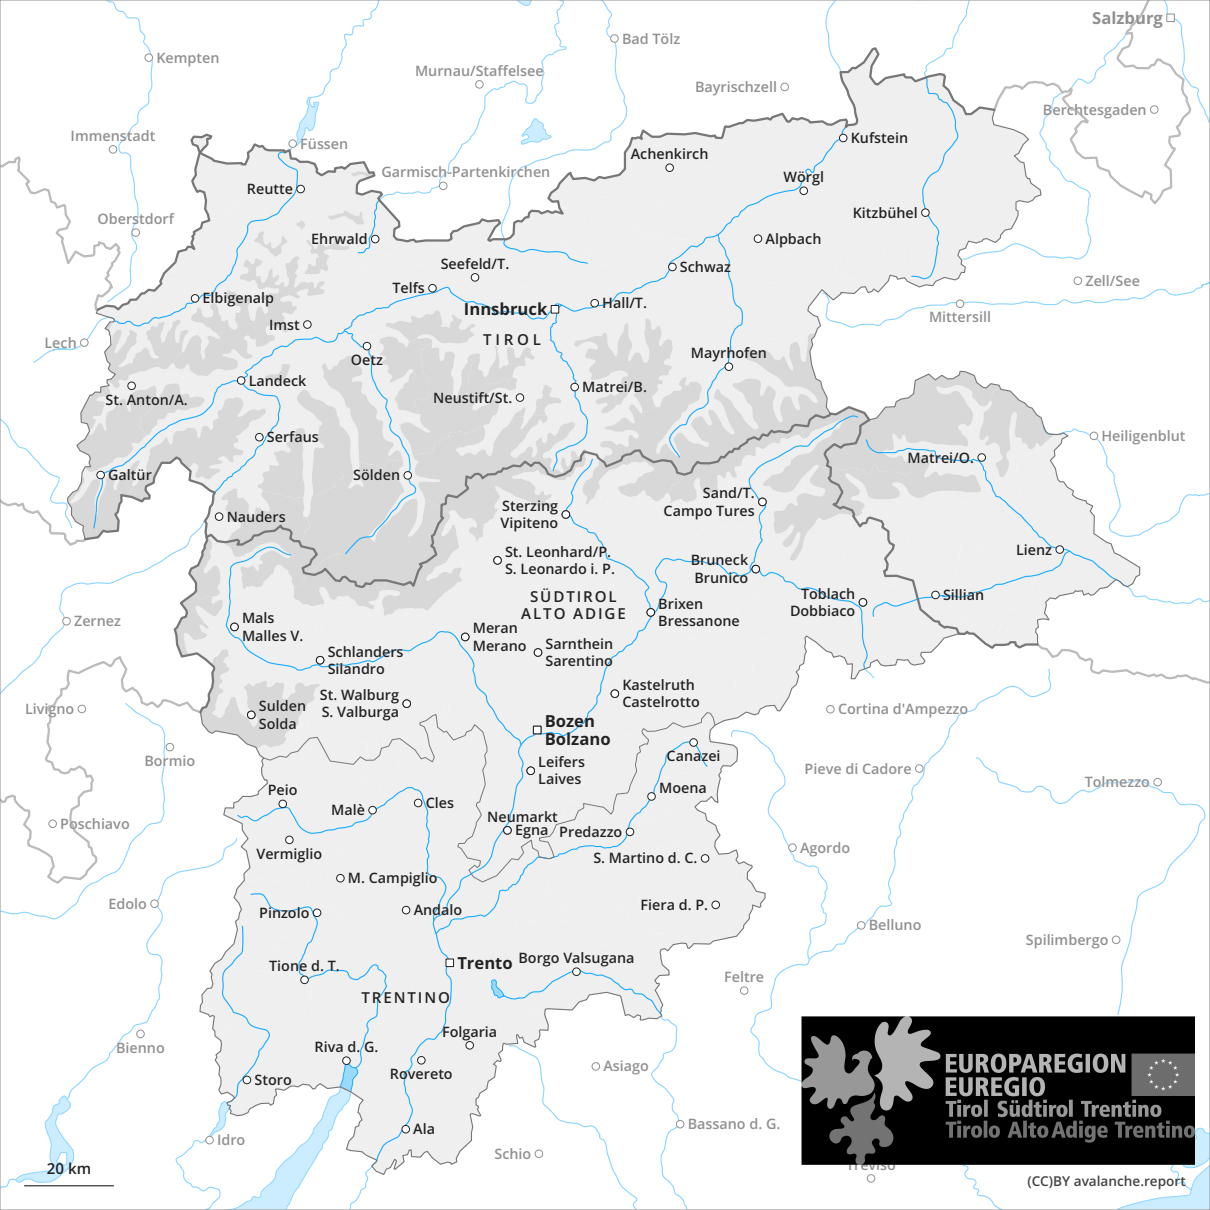 Salzburg
Bad Tölz
Kempten
Murnau/Staffelsee
Bayrischzell
Berchtesgaden
Immenstadt
Füssen
Kufstein
Achenkirch
Garmisch-Partenkirchen
Wörgl
Reutte
Oberstdorf
Kitzbühel
Ehrwald
Alpbach
Seefeld/T.
Schwaz
Zell/See
Telfs
Elbigenalp
Hall/T.
Innsbruck
Mittersill
Imst
TIROL
Lech
Oetz
Mayrhofen
Landeck
Matrei/B.
St. Anton/A.
Neustift/St.
Serfaus
Heiligenblut
Matrei/O.
Galtür
Sölden
Sand/T.
Campo Tures
Sterzing
Vipiteno
Nauders
St. Leonhard/P.
S. Leonardo i. P.
Lienz
Bruneck
Brunico
SÜDTIROL
ALTO ADIGE
Toblach
Dobbiaco
Sillian
Brixen
Bressanone
Zernez
Mals
Malles V.
Meran
Merano
Sarnthein
Sarentino
Schlanders
Silandro
Kastelruth
Castelrotto
St. Walburg
S. Valburga
Sulden
Solda
Livigno
Cortina d'Ampezzo
Bozen
Bolzano
Bormio
Canazei
Leifers
Laives
Pieve di Cadore
Tolmezzo
Peio
Moena
Malè
Cles
Neumarkt
Egna
Predazzo
Poschiavo
Vermiglio
Agordo
S. Martino d. C.
M. Campiglio
Edolo
Pinzolo
Andalo
Fiera d. P.
Belluno
Spilimbergo
Trento
Borgo Valsugana
Tione d. T.
Feltre
TRENTINO
Folgaria
Bienno
Riva d. G.
Rovereto
Asiago
Storo
EUROPAREGION
EUREGIO
Tirol Südtirol Trentino
Tirolo Alto Adige Trentino
Ala
Bassano d. G.
Idro
Schio
Treviso
20 km
(CC)BY avalanche.report